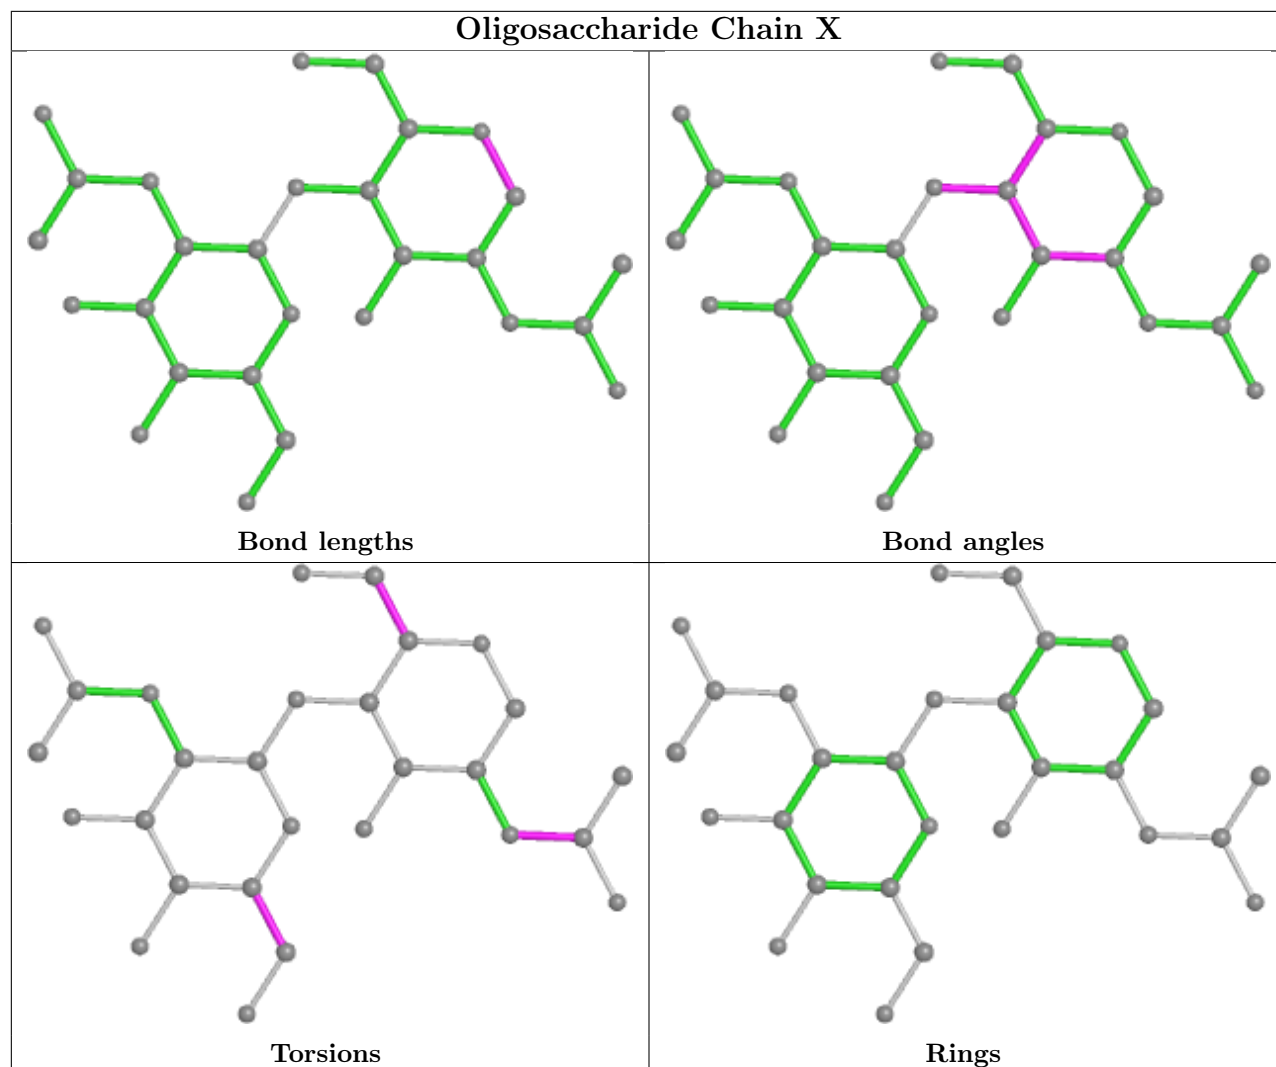 Oligosaccharide Chain X
Bond lengths
Bond angles
Torsions
Rings